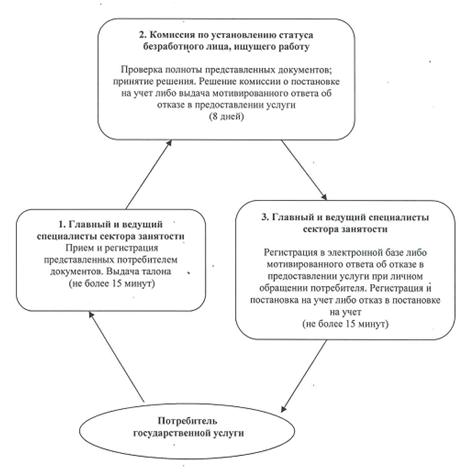 2. Комиссия по установлению статуса
безработного лица, ищущего работу
Проверка полноты представленных документов;
принятие решения. Решение комиссии о постановке
на учет либо выдача мотивированного ответа об
отказе в предоставлении услуги
(8 дней)
1. Главный и ведущий
специалисты сектора занятости
Прием и регистрация
представленных потребителем
документов. Выдача талона
(не более 15 минут)
3. Главный и ведущий специалисты
сектора занятости
Регистрация в электронной базе либо
мотивированного ответа об отказе в
предоставлении услуги при личном
обращении потребителя. Регистрация и
постановка на учет либо отказ в постановке
на учет
(не более 15 минут)
Потребитель
государственной услуги